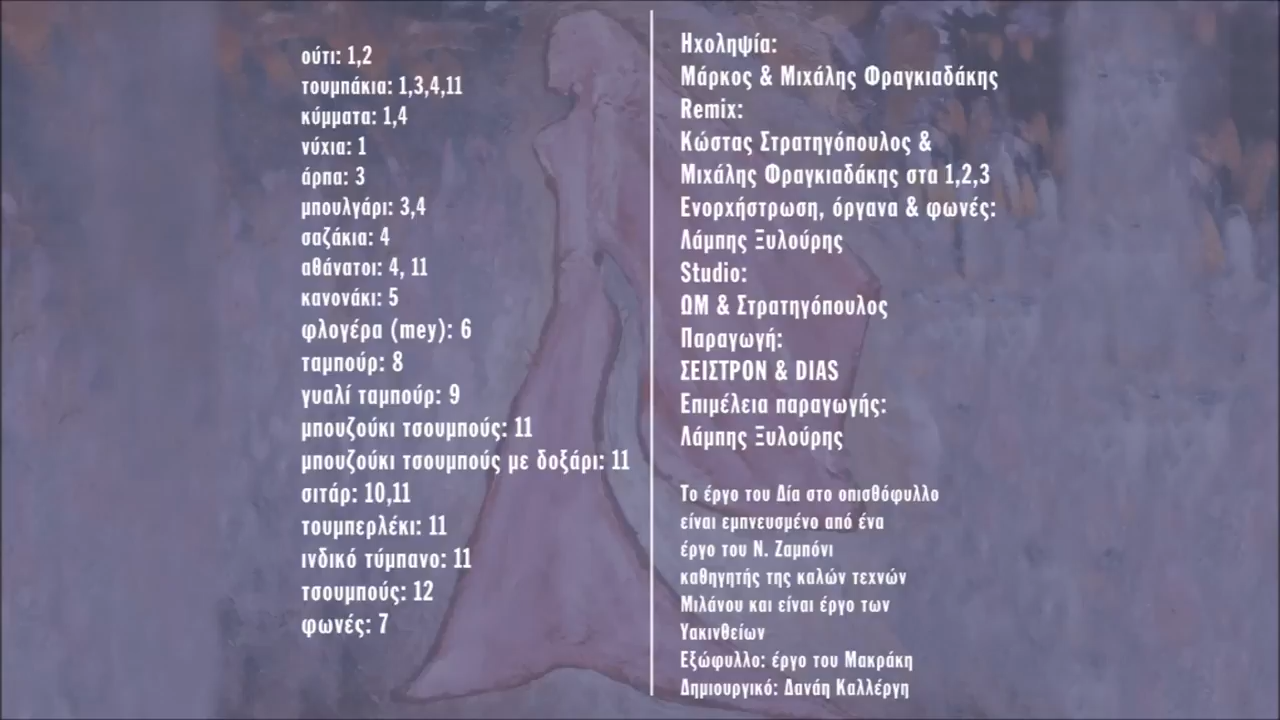 ούτι: 1,2
τουμπάκια: 1,3,4,11
κύμματα: 1,4
νύχια: 1
άρπα: 3
μπουλγάρι: 3,4
σαζάκια: 4
αθάνατοι: 4, 11
κανονάκι: 5
φλογέρα (mey): 6
ταμπούρ: 8
γυαλί ταμπούρ: 9
μπουζούκι τσουμπούς: 11
μπουζούκι τσουμπούς με δοξάρι: 11
σιτάρ: 10,11
τουμπερλέκι: 11
ινδικό τύμπανο: 11
τσουμπούς: 12
φωνές: 7
Ηχοληψία:
Μάρκος & Μιχάλης Φραγκιαδάκης
Remix:
Κώστας Στρατηγόπουλος &
Μιχάλης Φραγκιαδάκης στα 1,2,3
Ενορχήστρωση, όργανα & φωνές:
Λάμπης Ξυλούρης
Studio:
ΩΜ & Στρατηγόπουλος
Παραγωγή:
ΣΕΙΣΤΡΟΝ & DIAS
Επιμέλεια παραγωγής:
Λάμπης Ξυλούρης
Το έργο του Δία στο οπισθόφυλλο
είναι εμπνευσμένο από ένα
έργο του Ν. Ζαμπόνι
καθηγητής της καλών τεχνών
Μιλάνου και είναι έργο των
Υακινθείων
Εξώφυλλο: έργο του Μακράκη
Δημιουργικό: Δανάη Καλλέργη